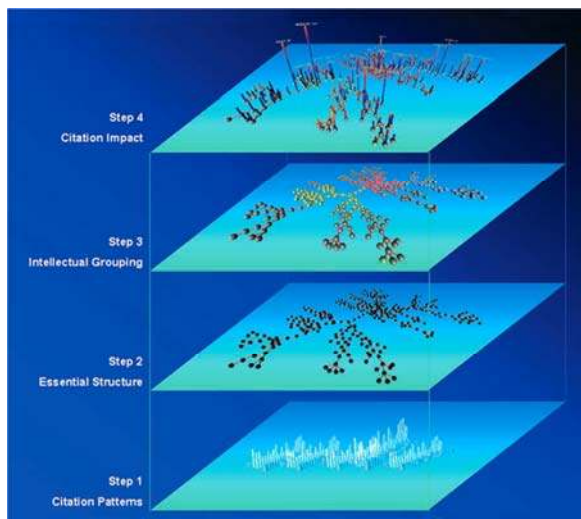 Step 4
Citation Impact
Step 3
Intellectual Grouping
Step 2
Essential Structure
Step 1
Citation Patterns